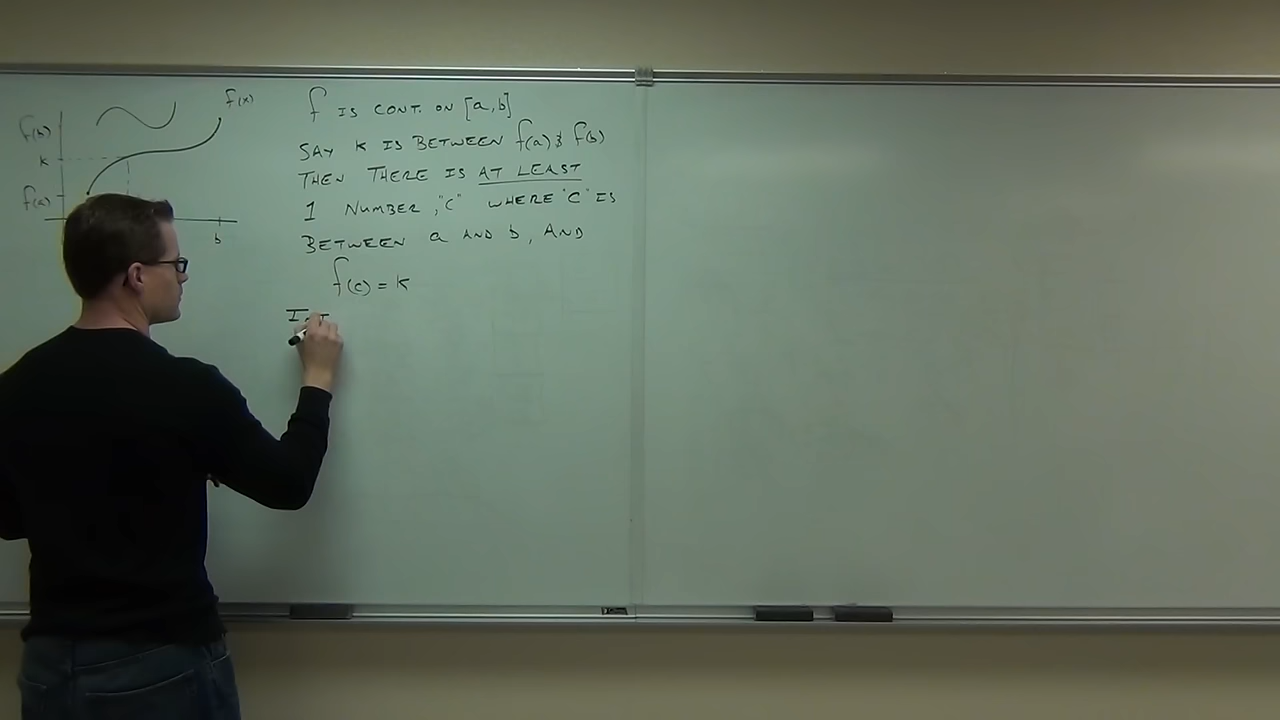 f(x)
f(b)
k
f(a)
b
f IS CONT. ON [a,b]
SAY K IS BETWEEN f(a) & f(b)
THEN THERE IS AT LEAST
1 NUMBER, "C" WHERE "C" IS
BETWEEN a AND b, AND
f(c) = k